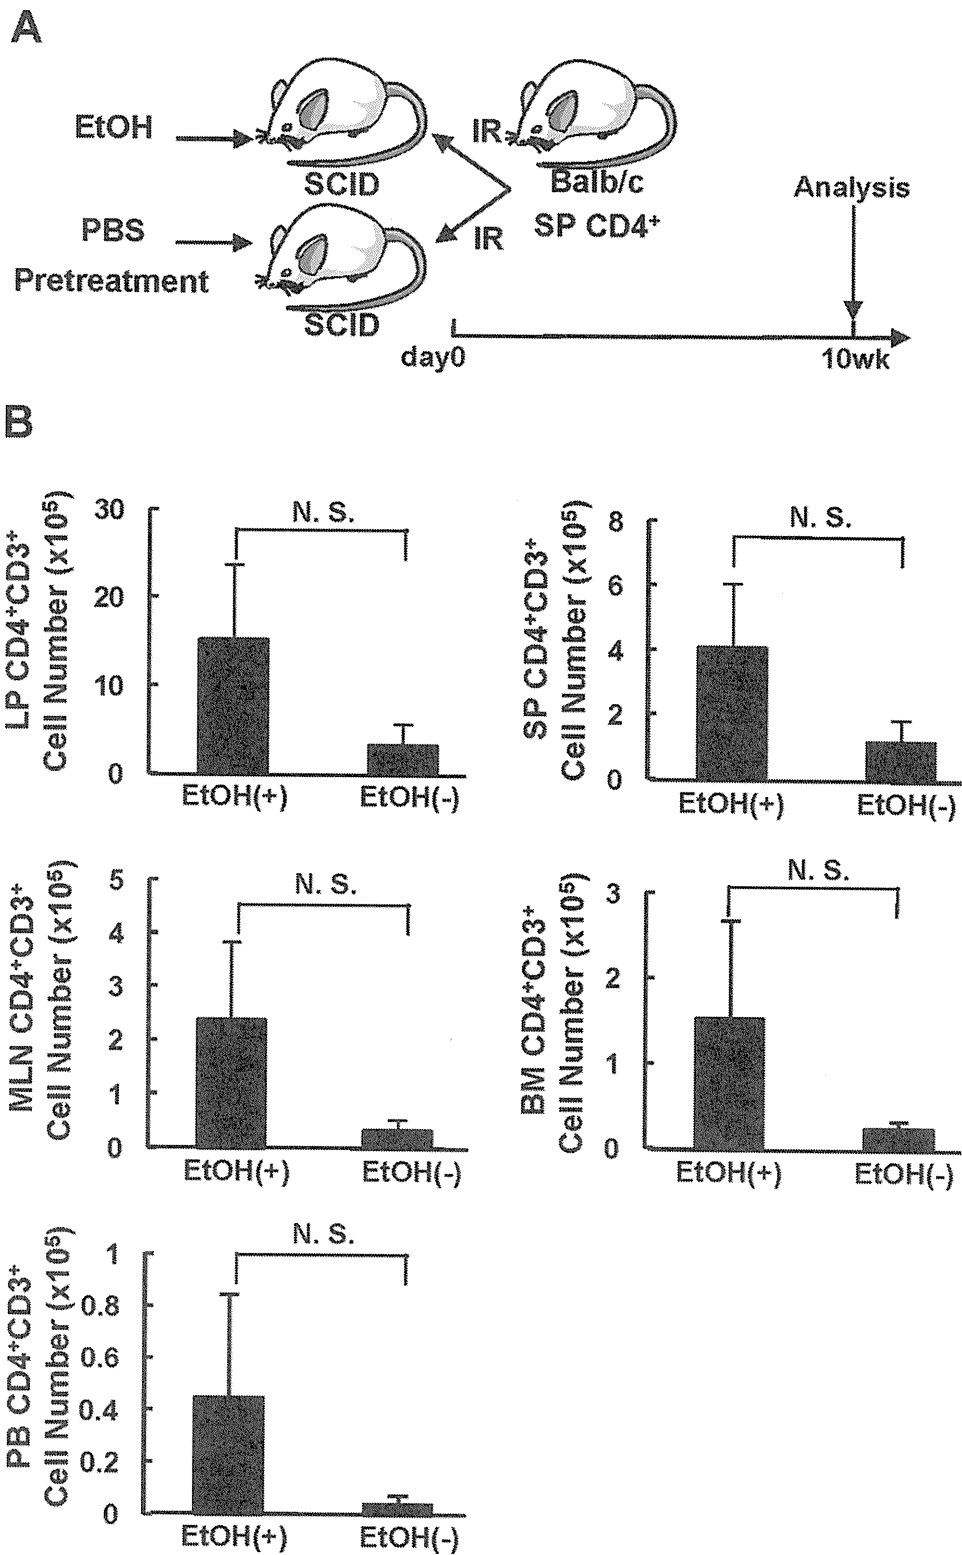 A
EtOH
IR
SCID
Balb/c
SP CD4⁺
PBS
IR
Pretreatment
SCID
Analysis
day0
10wk
B
LP CD4⁺CD3⁺
Cell Number (x10⁵)
30
20
10
0
N. S.
EtOH(+)
EtOH(-)
SP CD4⁺CD3⁺
Cell Number (x10⁵)
8
6
4
2
0
N. S.
EtOH(+)
EtOH(-)
MLN CD4⁺CD3⁺
Cell Number (x10⁵)
5
4
3
2
1
0
N. S.
EtOH(+)
EtOH(-)
BM CD4⁺CD3⁺
Cell Number (x10⁵)
3
2
1
0
N. S.
EtOH(+)
EtOH(-)
PB CD4⁺CD3⁺
Cell Number (x10⁵)
1
0.8
0.6
0.4
0.2
0
N. S.
EtOH(+)
EtOH(-)